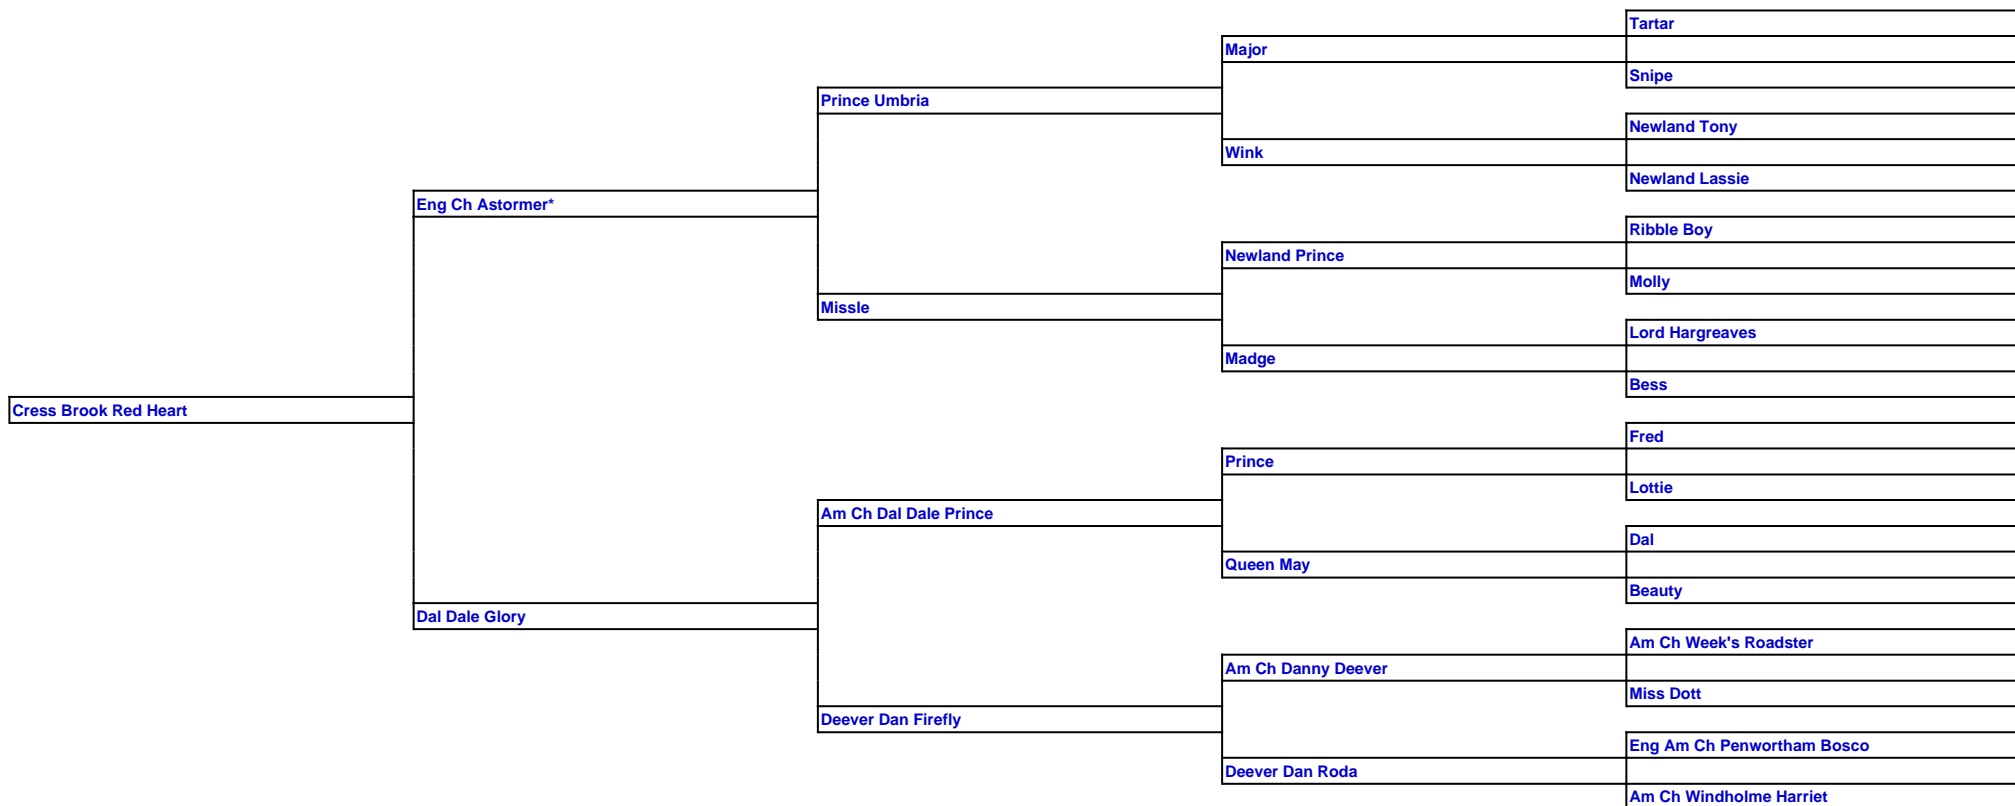 Tartar
Major
Snipe
Prince Umbria
Newland Tony
Wink
Newland Lassie
Eng Ch Astormer*
Ribble Boy
Newland Prince
Molly
Missle
Lord Hargreaves
Madge
Bess
Cress Brook Red Heart
Fred
Prince
Lottie
Am Ch Dal Dale Prince
Dal
Queen May
Beauty
Dal Dale Glory
Am Ch Week's Roadster
Am Ch Danny Deever
Miss Dott
Deever Dan Firefly
Eng Am Ch Penwortham Bosco
Deever Dan Roda
Am Ch Windholme Harriet